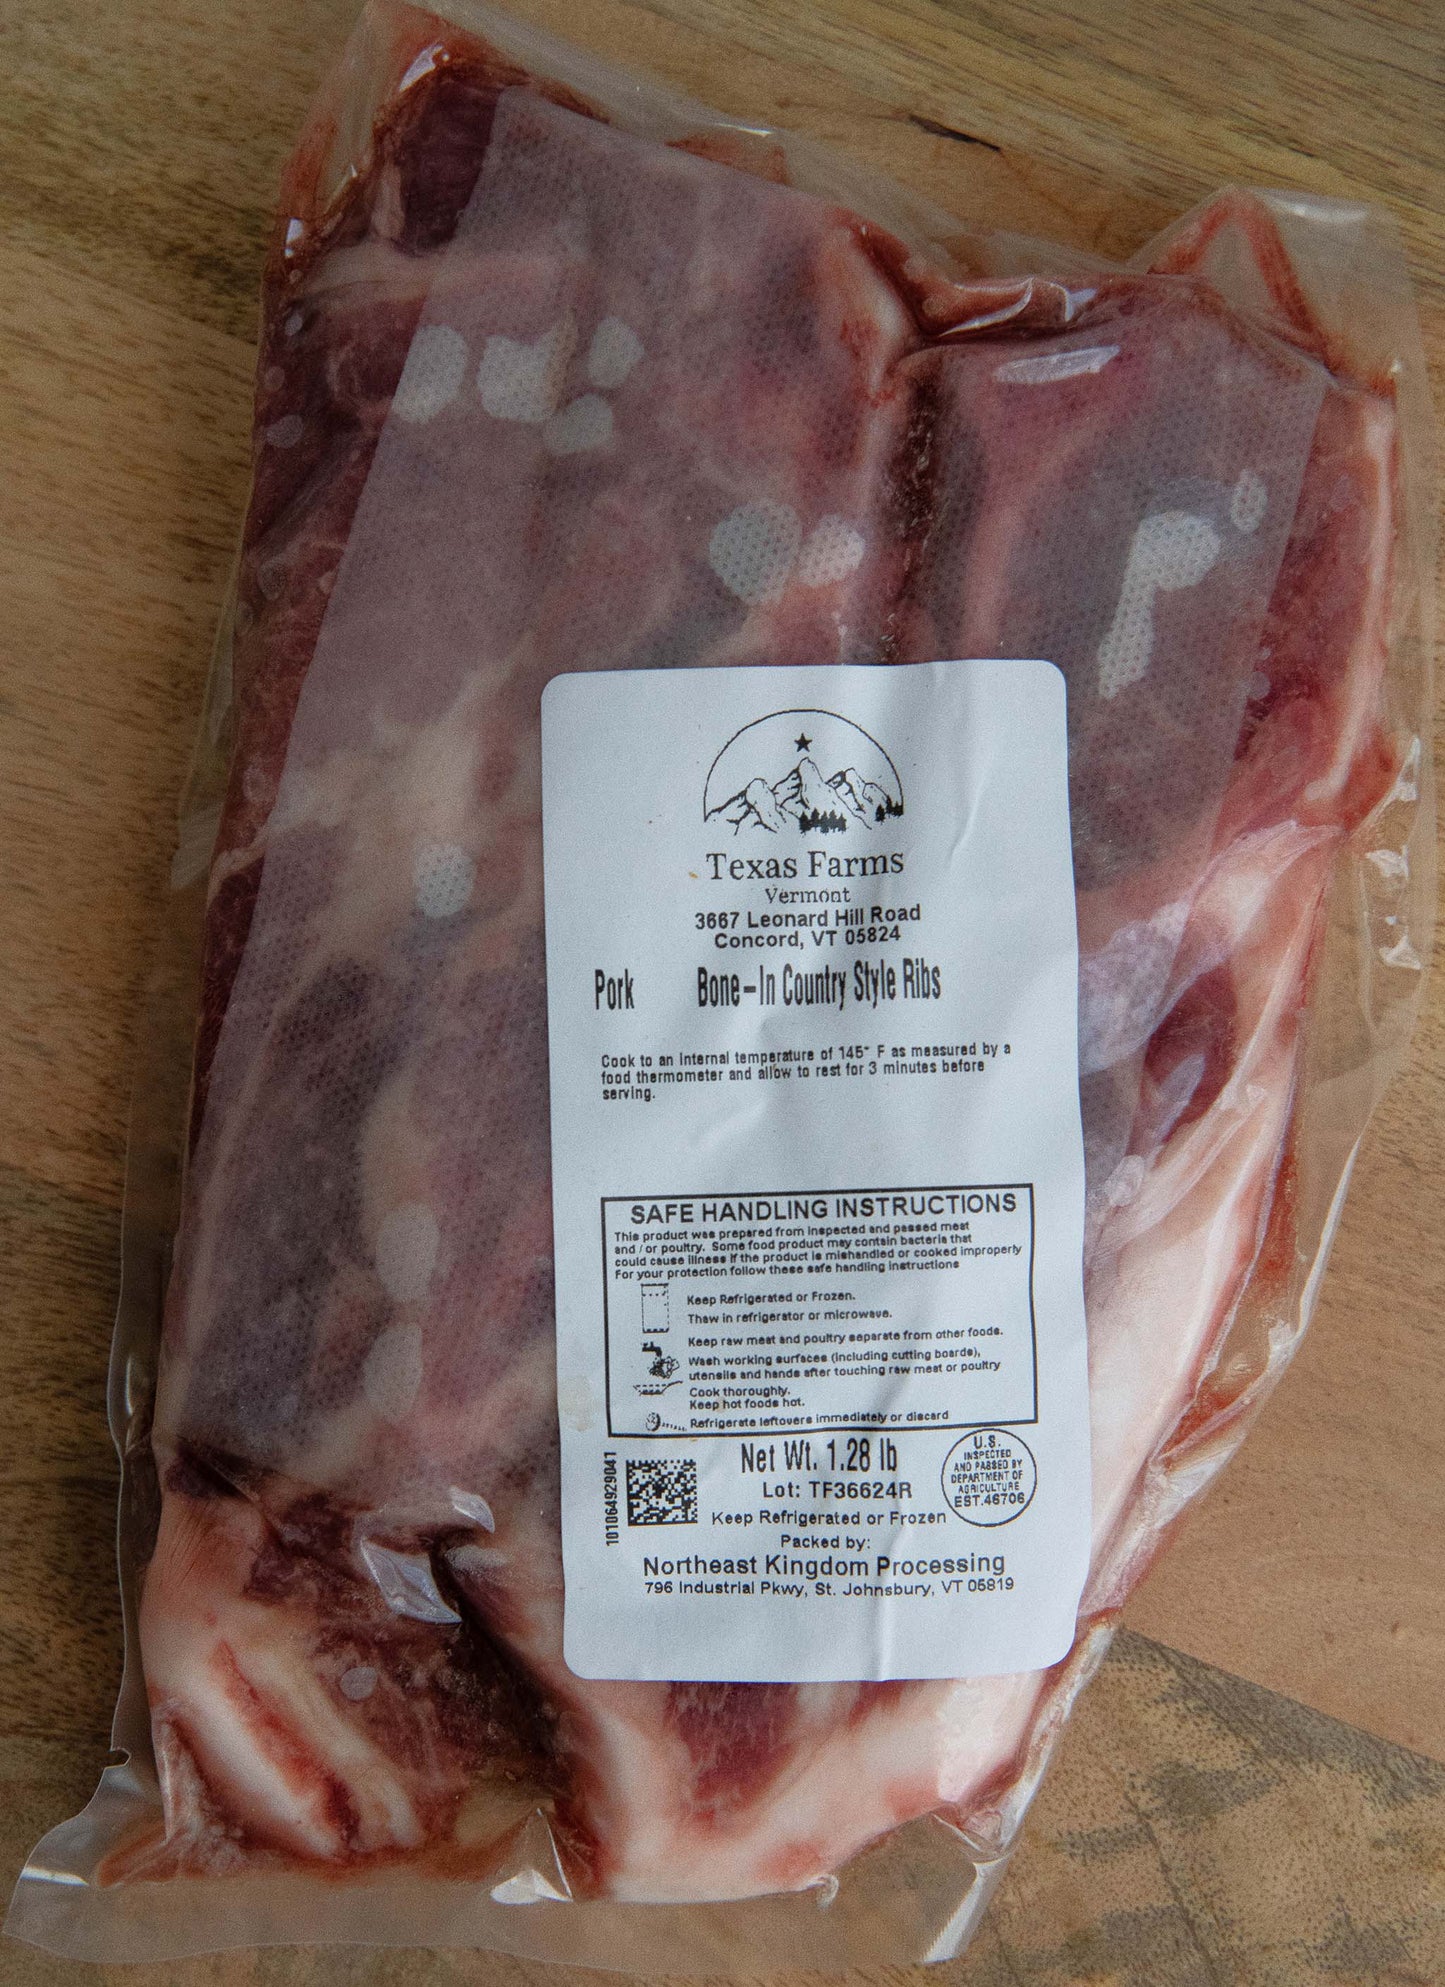 Texas Farms
Vermont
3667 Leonard Hill Road
Concord, VT 05824
Pork Bone-In Country Style Ribs
Cook to an internal temperature of 145° F as measured by a
food thermometer and allow to rest for 3 minutes before
serving.
SAFE HANDLING INSTRUCTIONS
This product was prepared from inspected and passed meat
and / or poultry. Some food product may contain bacteria that
could cause illness if the product is mishandled or cooked improperly
For your protection follow these safe handling instructions
Keep Refrigerated or Frozen.
Thaw in refrigerator or microwave.
Keep raw meat and poultry separate from other foods.
Wash working surfaces (including cutting boards),
utensils and hands after touching raw meat or poultry
Cook thoroughly.
Keep hot foods hot.
Refrigerate leftovers immediately or discard
101064929041
Net Wt. 1.28 lb
Lot: TF36624R
Keep Refrigerated or Frozen
U.S.
INSPECTED
AND PASSED BY
DEPARTMENT OF
AGRICULTURE
EST.46706
Packed by:
Northeast Kingdom Processing
796 Industrial Pkwy, St. Johnsbury, VT 05819